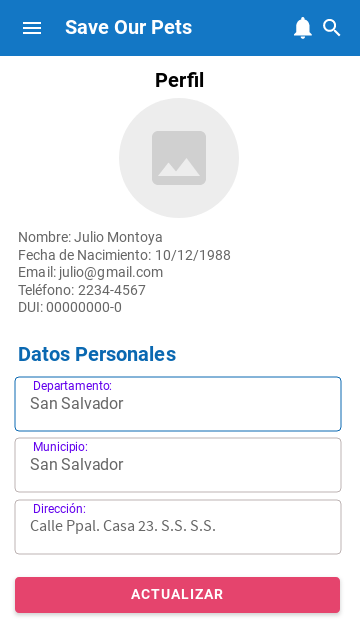 Save Our Pets
Perfil
Nombre: Julio Montoya
Fecha de Nacimiento: 10/12/1988
Email: julio@gmail.com
Teléfono: 2234-4567
DUI: 00000000-0
Datos Personales
Departamento:
San Salvador
Municipio:
San Salvador
Dirección:
Calle Ppal. Casa 23. S.S. S.S.
ACTUALIZAR